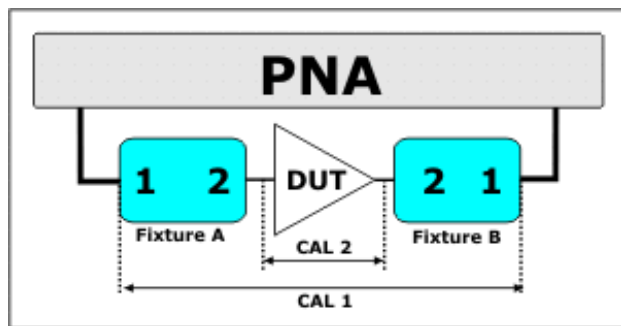 PNA
1 2 DUT 2 1
Fixture A Fixture B
CAL 2
CAL 1